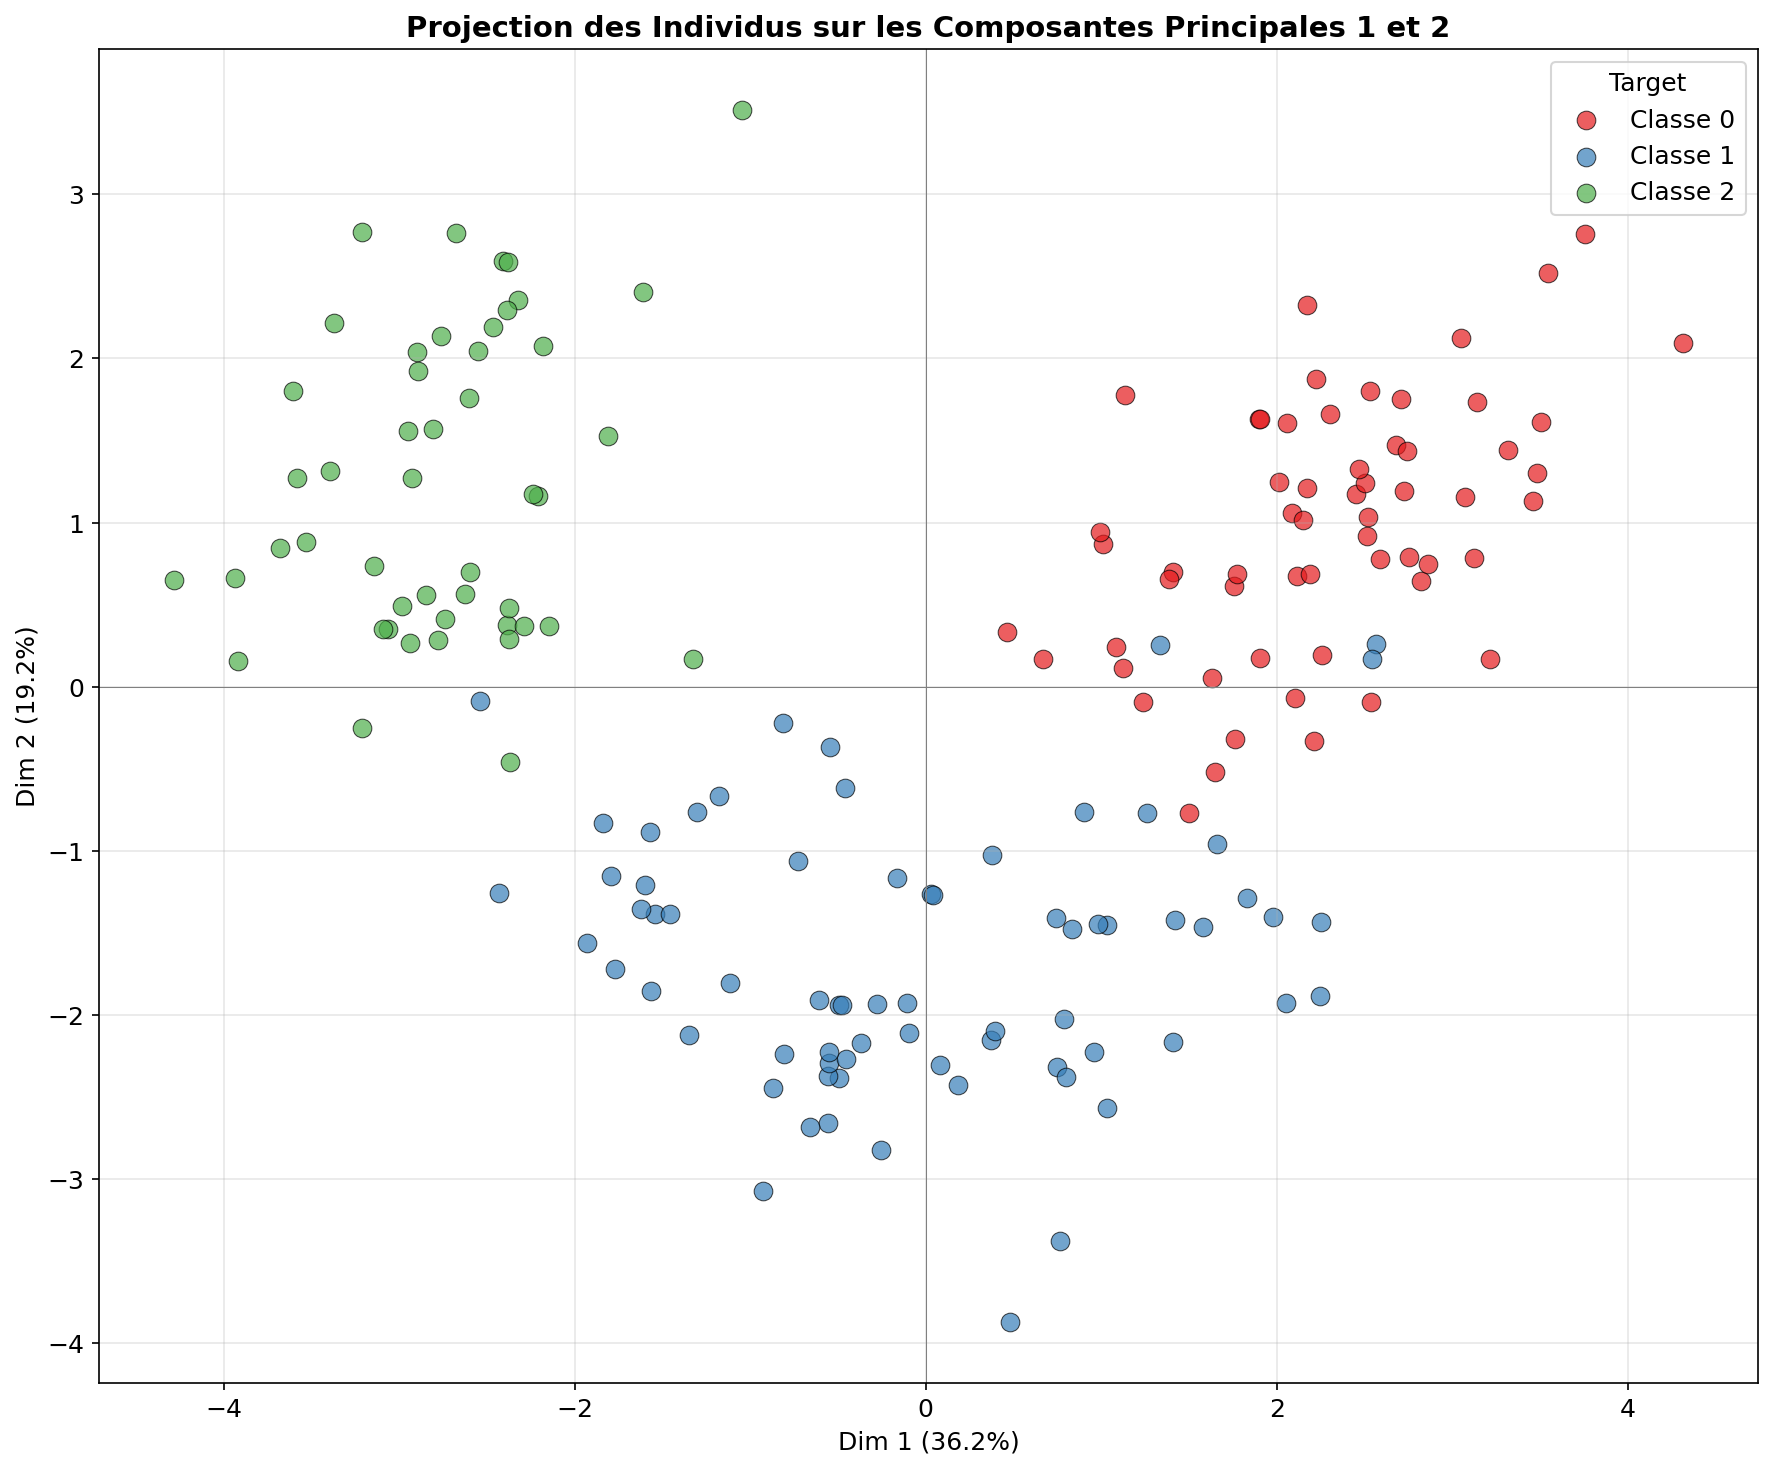 Projection des Individus sur les Composantes Principales 1 et 2
Target
Classe 0
Classe 1
Classe 2
3
2
1
0
−1
−2
−3
−4
Dim 2 (19.2%)
−4
−2
0
2
4
Dim 1 (36.2%)